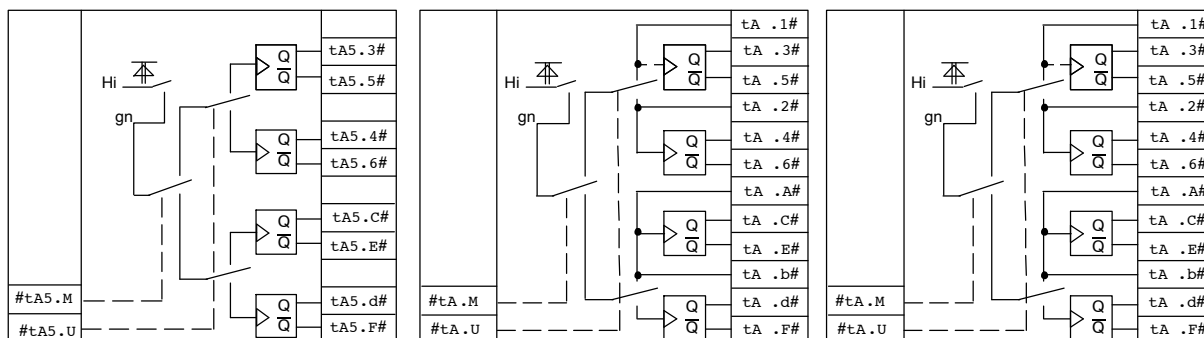 Hi
gn
Q
Q
Q
Q
Q
Q
Q
Q
tA5.3#
tA5.5#
tA5.4#
tA5.6#
tA5.C#
tA5.E#
tA5.d#
tA5.F#
#tA5.M
#tA5.U
Hi
gn
Q
Q
Q
Q
Q
Q
Q
Q
tA .1#
tA .3#
tA .5#
tA .2#
tA .4#
tA .6#
tA .A#
tA .C#
tA .E#
tA .b#
tA .d#
tA .F#
#tA.M
#tA.U
Hi
gn
Q
Q
Q
Q
Q
Q
Q
Q
tA .1#
tA .3#
tA .5#
tA .2#
tA .4#
tA .6#
tA .A#
tA .C#
tA .E#
tA .b#
tA .d#
tA .F#
#tA.M
#tA.U